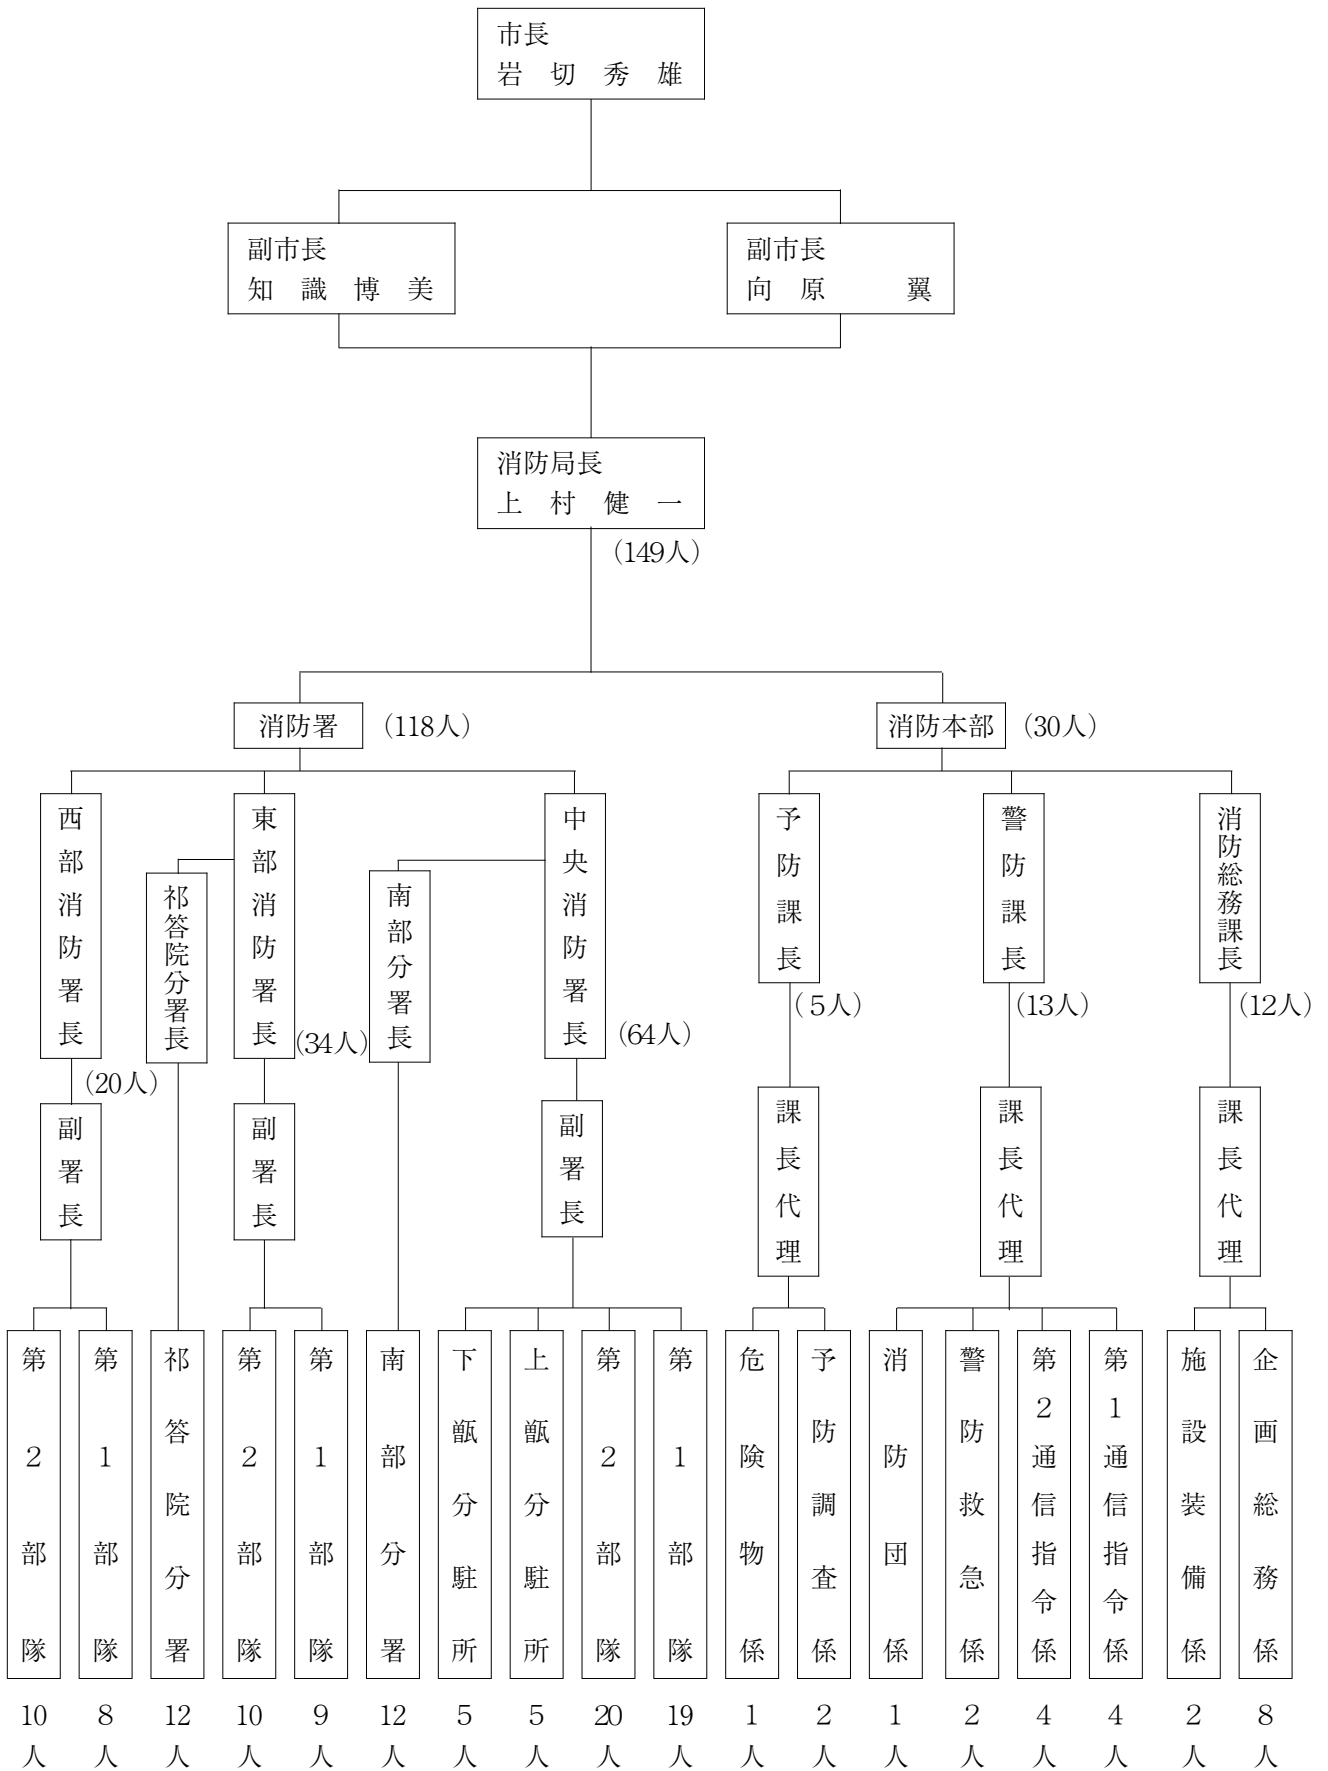 市長
岩切秀雄
副市長
知識博美
副市長
向原　翼
消防局長
上村健一
(149人)
消防署
(118人)
消防本部
(30人)
西部消防署長
(20人)
祁答院分署長
東部消防署長
(34人)
南部分署長
中央消防署長
(64人)
予防課長
(5人)
警防課長
(13人)
消防総務課長
(12人)
副署長
副署長
副署長
課長代理
課長代理
課長代理
第2部隊
第1部隊
祁答院分署
第2部隊
第1部隊
南部分署
下甑分駐所
上甑分駐所
第2部隊
第1部隊
危険物係
予防調査係
消防団係
警防救急係
第2通信指令係
第1通信指令係
施設装備係
企画総務係
10人
8人
12人
10人
9人
12人
5人
5人
20人
19人
1人
2人
1人
2人
4人
4人
2人
8人